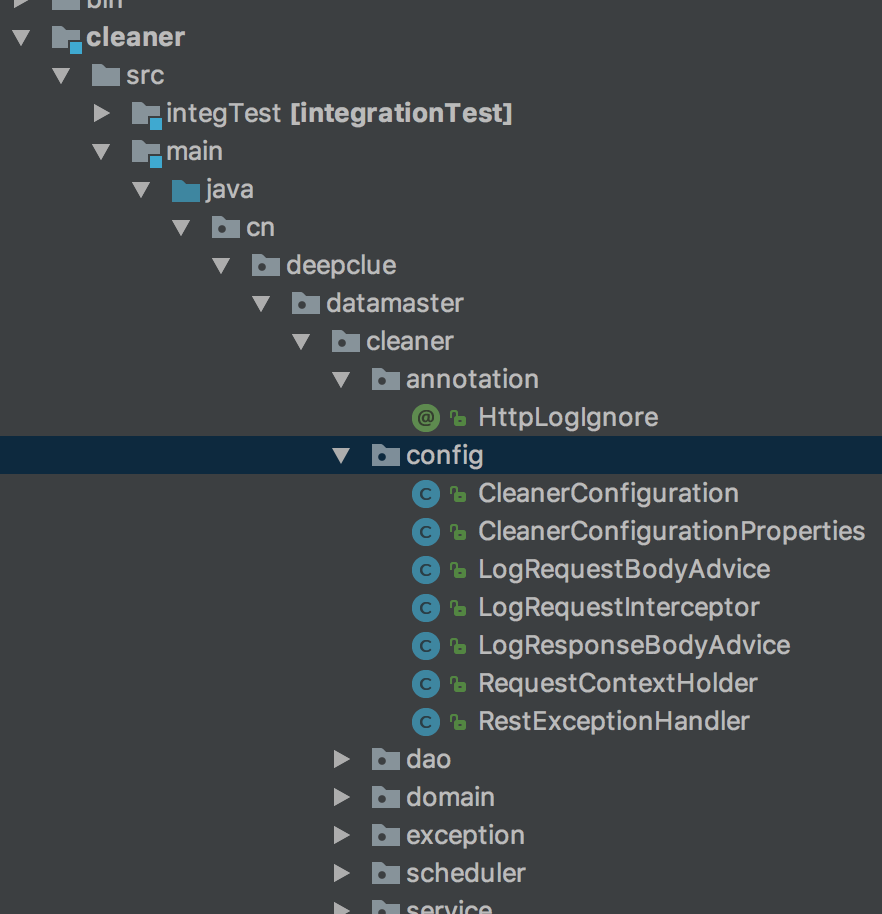 bin
cleaner
src
integTest [integrationTest]
main
java
cn
deepclue
datamaster
cleaner
annotation
@ HttpLogIgnore
config
C CleanerConfiguration
C CleanerConfigurationProperties
C LogRequestBodyAdvice
C LogRequestInterceptor
C LogResponseBodyAdvice
C RequestContextHolder
C RestExceptionHandler
dao
domain
exception
scheduler
service